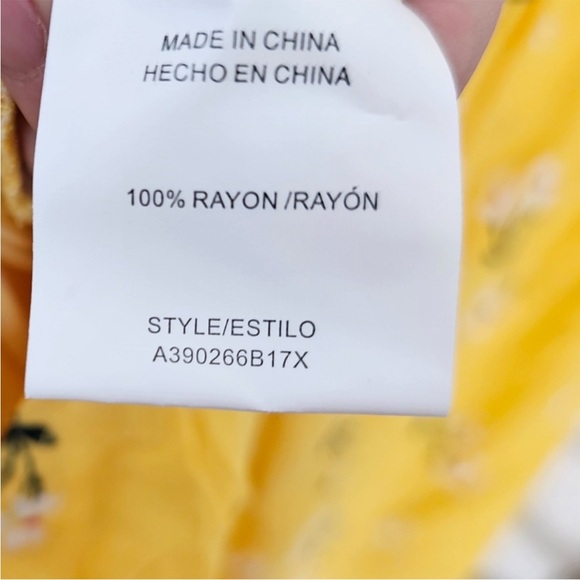 MADE IN CHINA
HECHO EN CHINA
100% RAYON /RAYÓN
STYLE/ESTILO
A390266B17X